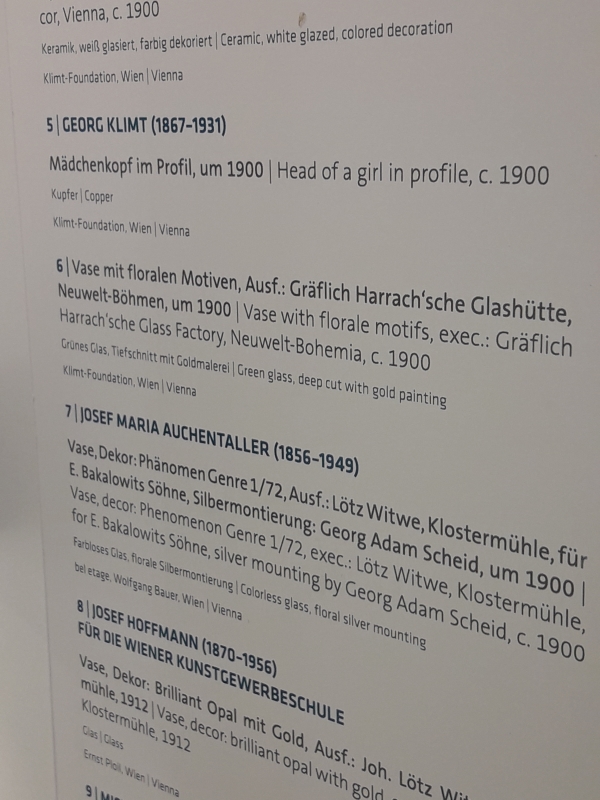 cor, Vienna, c. 1900
Keramik, weiß glasiert, farbig dekoriert | Ceramic, white glazed, colored decoration
Klimt-Foundation, Wien | Vienna
5 | GEORG KLIMT (1867–1931)
Mädchenkopf im Profil, um 1900 | Head of a girl in profile, c. 1900
Kupfer | Copper
Klimt-Foundation, Wien | Vienna
6 | Vase mit floralen Motiven, Ausf.: Gräflich Harrach‘sche Glashütte,
Neuwelt-Böhmen, um 1900 | Vase with florale motifs, exec.: Gräflich
Harrach‘sche Glass Factory, Neuwelt-Bohemia, c. 1900
Grünes Glas, Tiefschnitt mit Goldmalerei | Green glass, deep cut with gold painting
Klimt-Foundation, Wien | Vienna
7 | JOSEF MARIA AUCHENTALLER (1856–1949)
Vase, Dekor: Phänomen Genre 1/72, Ausf.: Lötz Witwe, Klostermühle, für
E. Bakalowits Söhne, Silbermontierung: Georg Adam Scheid, um 1900 |
Vase, decor: Phenomenon Genre 1/72, exec.: Lötz Witwe, Klostermühle,
for E. Bakalowits Söhne, silver mounting by Georg Adam Scheid, c. 1900
Farbloses Glas, florale Silbermontierung | Colorless glass, floral silver mounting
bel etage, Wolfgang Bauer, Wien | Vienna
8 | JOSEF HOFFMANN (1870–1956)
FÜR DIE WIENER KUNSTGEWERBESCHULE
Vase, Dekor: Brilliant Opal mit Gold, Ausf.: Joh. Lötz
mühle, 1912 | Vase, decor: brilliant opal with gold,
Klostermühle, 1912
Glas | Glass
Ernst Ploil, Wien | Vienna
9 |